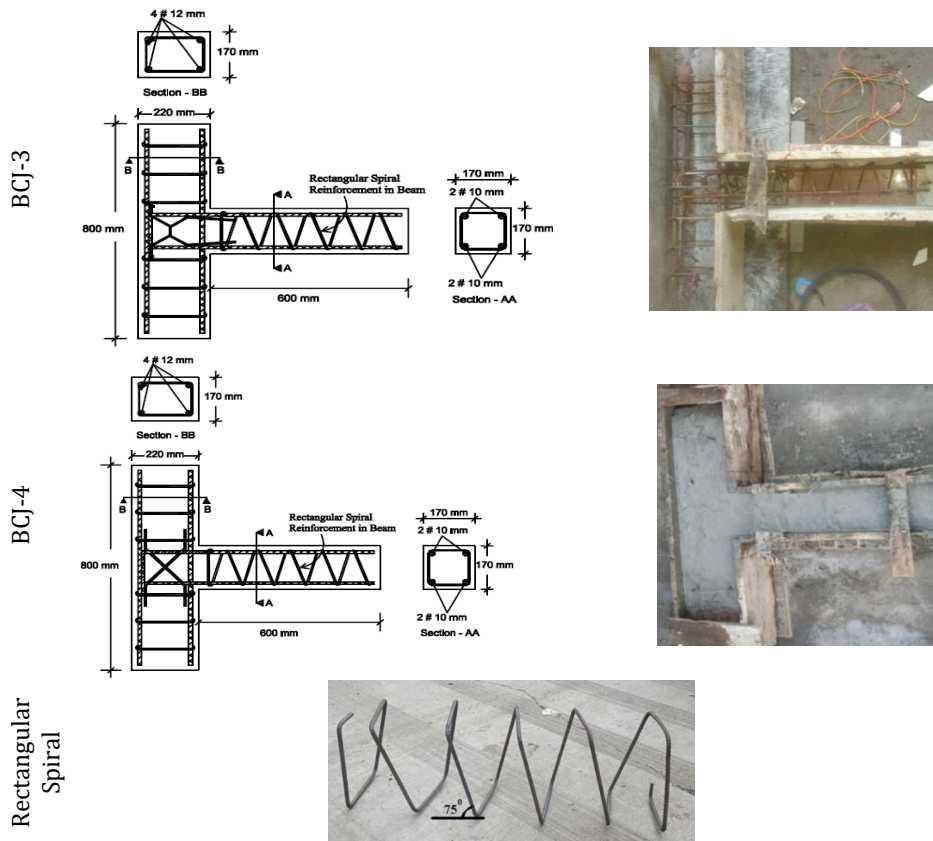 BCJ-3
4 # 12 mm
170 mm
Section - BB
220 mm
B
B
800 mm
A
Rectangular Spiral
Reinforcement in Beam
A
600 mm
170 mm
2 # 10 mm
170 mm
2 # 10 mm
Section - AA
BCJ-4
4 # 12 mm
170 mm
Section - BB
220 mm
B
B
800 mm
A
Rectangular Spiral
Reinforcement in Beam
A
600 mm
170 mm
2 # 10 mm
170 mm
2 # 10 mm
Section - AA
Rectangular
Spiral
75⁰